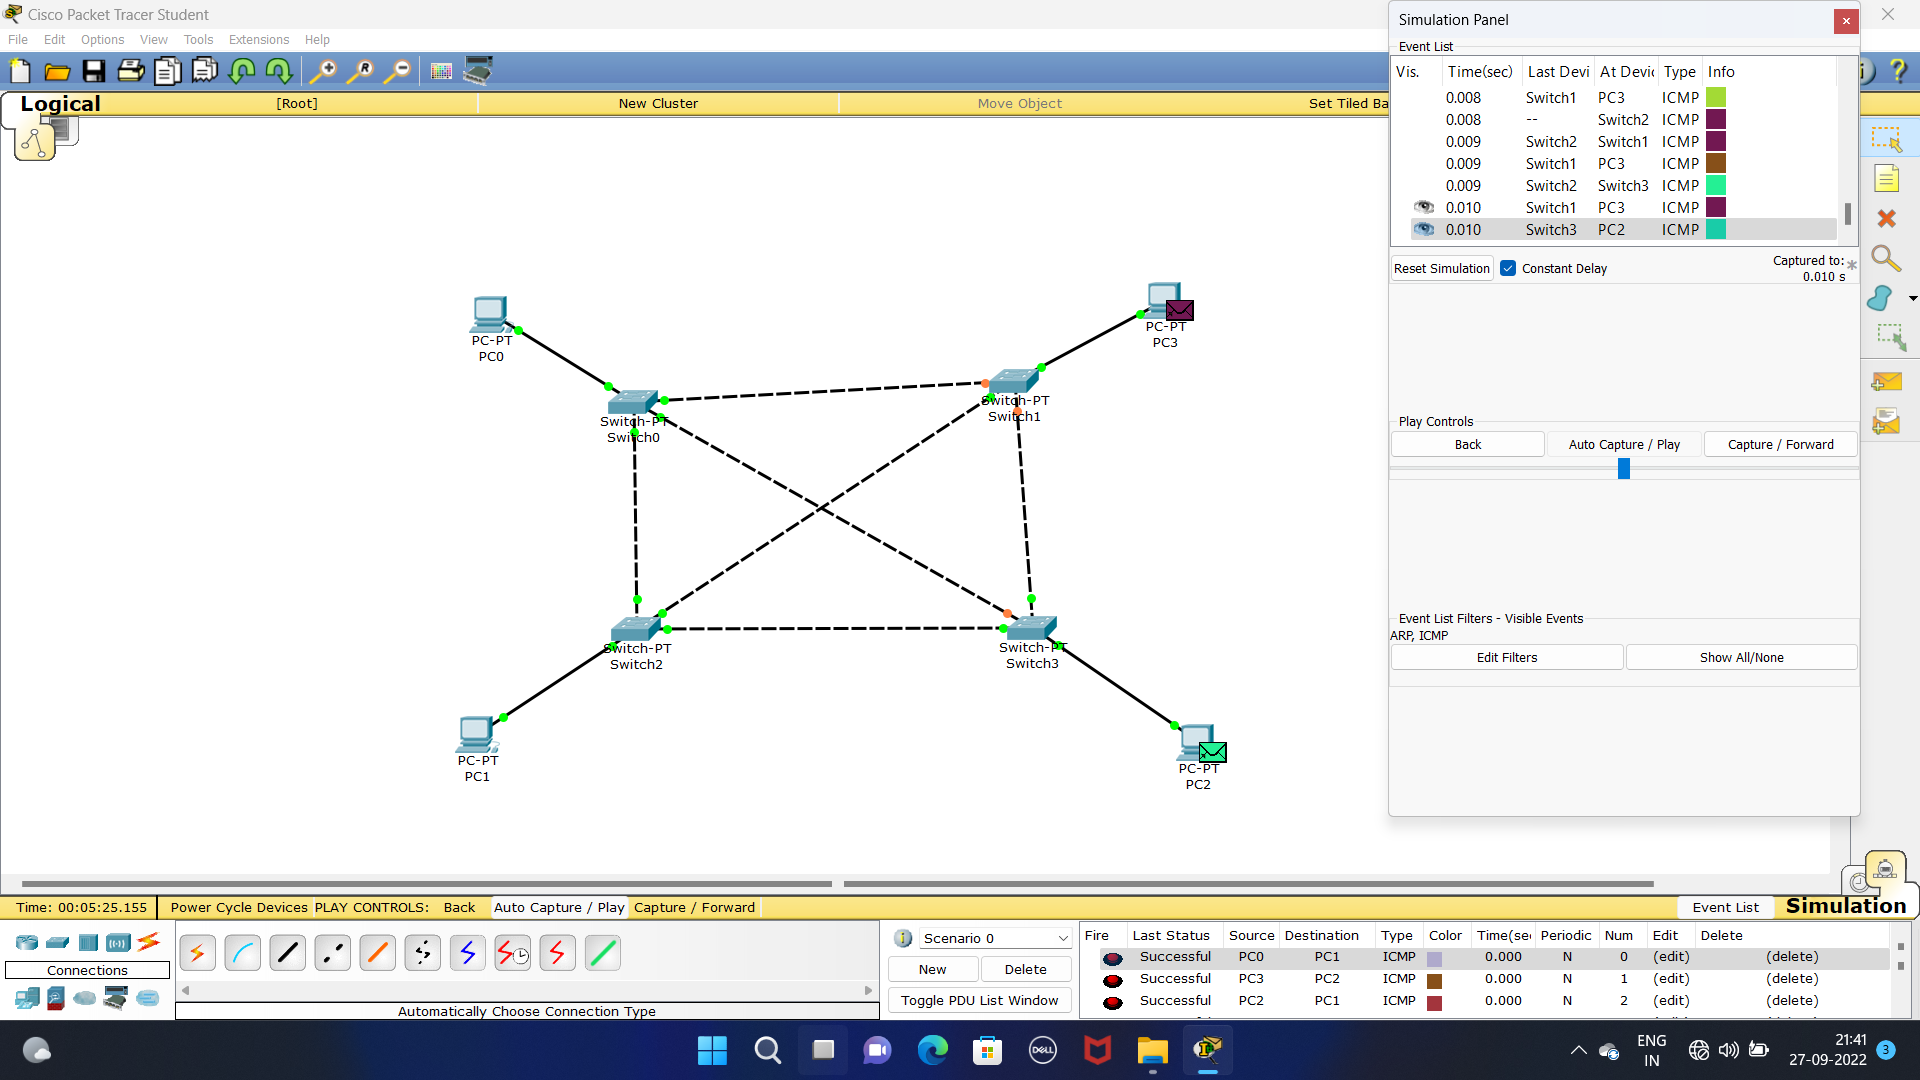 Cisco Packet Tracer Student
File Edit Options View Tools Extensions Help
Logical
[Root]
New Cluster
Move Object
Set Tiled Ba
Simulation Panel
Event List
Vis. Time(sec) Last Devi At Devic Type Info
0.008 Switch1 PC3 ICMP
0.008 -- Switch2 ICMP
0.009 Switch2 Switch1 ICMP
0.009 Switch1 PC3 ICMP
0.009 Switch2 Switch3 ICMP
0.010 Switch1 PC3 ICMP
0.010 Switch3 PC2 ICMP
Reset Simulation Constant Delay
Captured to:
0.010 s
Play Controls
Back Auto Capture / Play Capture / Forward
Event List Filters - Visible Events
ARP, ICMP
Edit Filters Show All/None
PC-PT
PC0
PC-PT
PC3
Switch-PT
Switch0
Switch-PT
Switch1
Switch-PT
Switch2
Switch-PT
Switch3
PC-PT
PC1
PC-PT
PC2
Time: 00:05:25.155 Power Cycle Devices PLAY CONTROLS: Back Auto Capture / Play Capture / Forward
Event List Simulation
Connections
Automatically Choose Connection Type
Scenario 0
New Delete
Toggle PDU List Window
Fire Last Status Source Destination Type Color Time(sec Periodic Num Edit Delete
Successful PC0 PC1 ICMP 0.000 N 0 (edit) (delete)
Successful PC3 PC2 ICMP 0.000 N 1 (edit) (delete)
Successful PC2 PC1 ICMP 0.000 N 2 (edit) (delete)
DELL
ENG
IN
21:41
27-09-2022
3